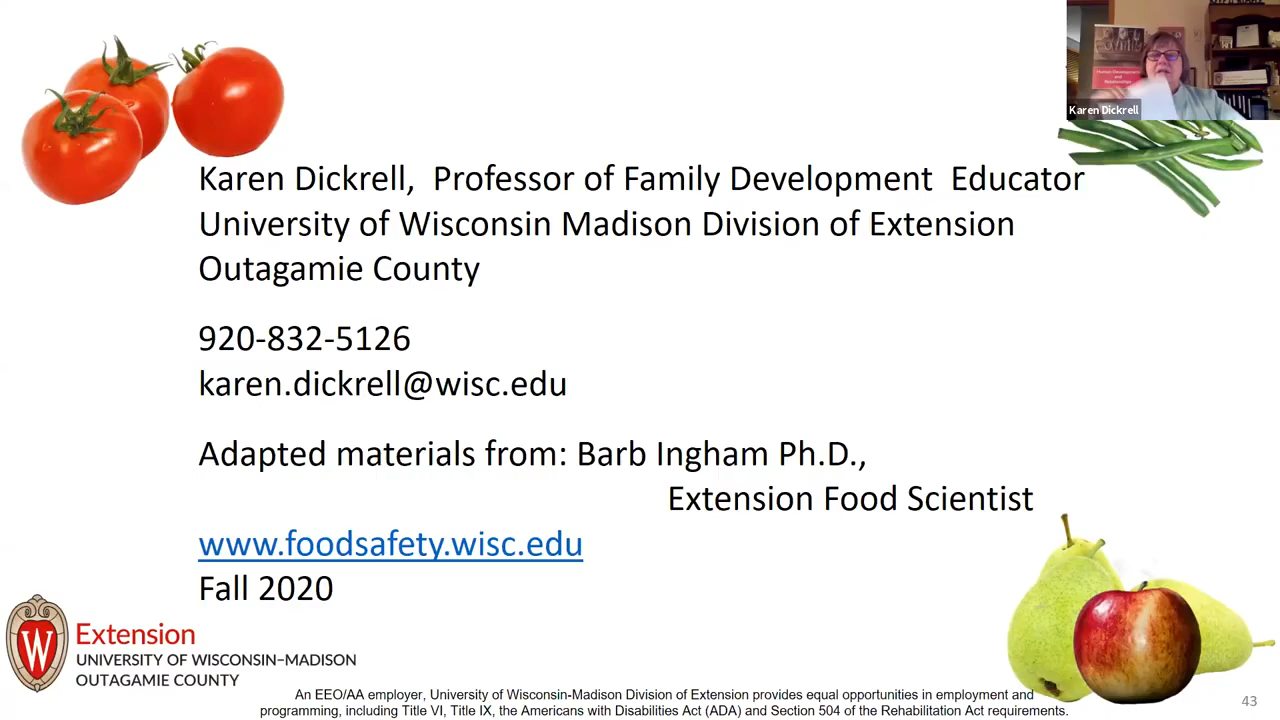 Human Development
and
Relationships
Karen Dickrell
Karen Dickrell,  Professor of Family Development  Educator
University of Wisconsin Madison Division of Extension
Outagamie County
920-832-5126
karen.dickrell@wisc.edu
Adapted materials from: Barb Ingham Ph.D.,
Extension Food Scientist
www.foodsafety.wisc.edu
Fall 2020
W
Extension
UNIVERSITY OF WISCONSIN–MADISON
OUTAGAMIE COUNTY
An EEO/AA employer, University of Wisconsin-Madison Division of Extension provides equal opportunities in employment and
programming, including Title VI, Title IX, the Americans with Disabilities Act (ADA) and Section 504 of the Rehabilitation Act requirements.
43